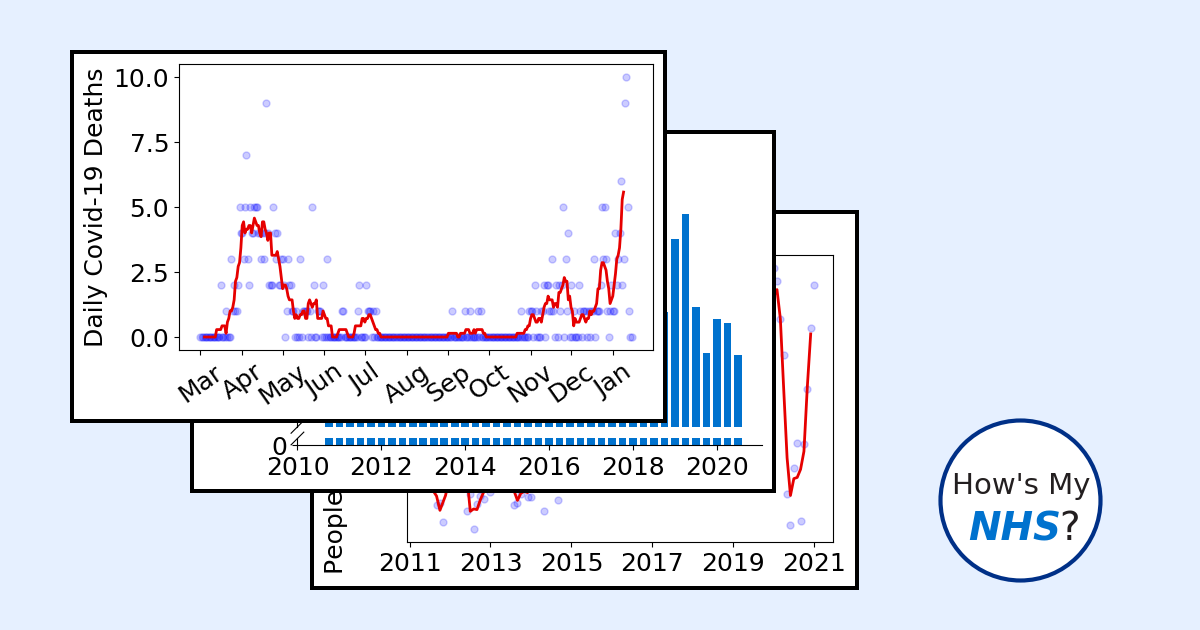 Daily Covid-19 Deaths
10.0
7.5
5.0
2.5
0.0
Mar Apr May Jun Jul Aug Sep Oct Nov Dec Jan
0
2010 2012 2014 2016 2018 2020
People
2011 2013 2015 2017 2019 2021
How's My
NHS?